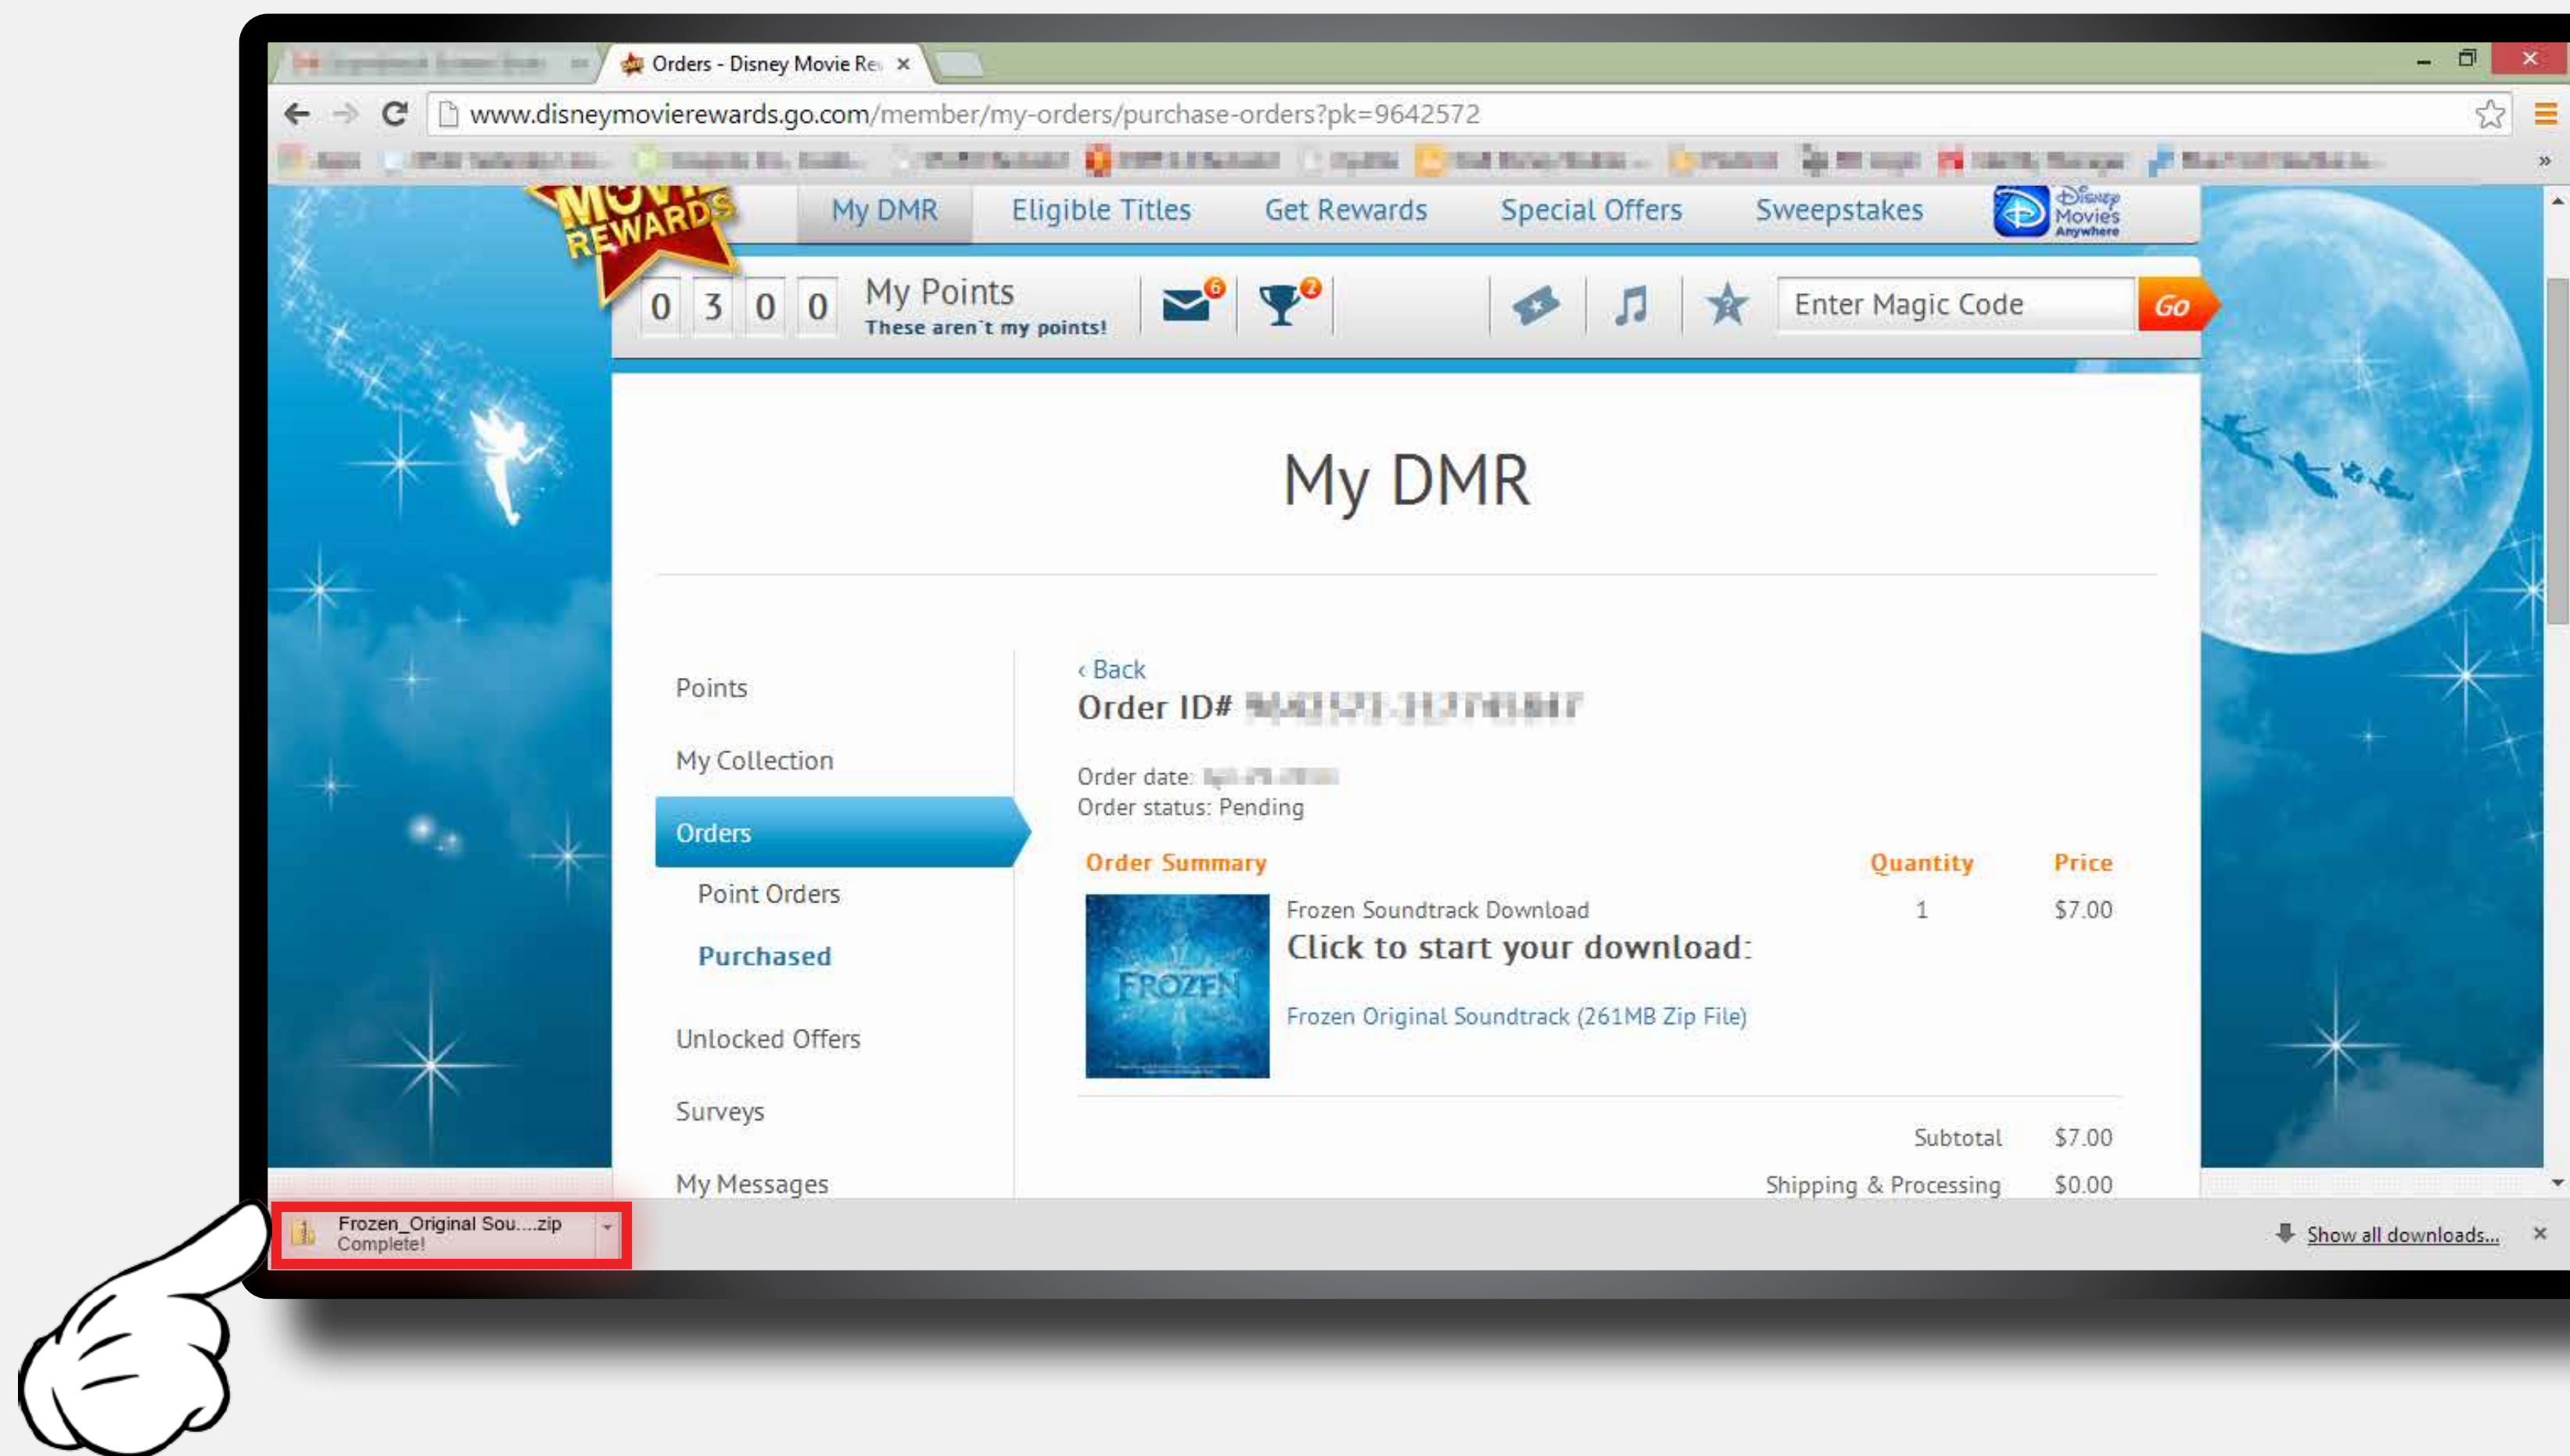 Orders - Disney Movie Re
www.disneymovierewards.go.com/member/my-orders/purchase-orders?pk=9642572
MOVIE
REWARDS
My DMR
Eligible Titles
Get Rewards
Special Offers
Sweepstakes
Disney
Movies
Anywhere
0 3 0 0
My Points
These aren't my points!
6
2
?
Enter Magic Code
Go
My DMR
Points
My Collection
Orders
Point Orders
Purchased
Unlocked Offers
Surveys
My Messages
‹ Back
Order ID#
Order date:
Order status: Pending
Order Summary Quantity Price
Frozen Soundtrack Download 1 $7.00
Click to start your download:
FROZEN
Frozen Original Soundtrack (261MB Zip File)
Subtotal $7.00
Shipping & Processing $0.00
Frozen_Original Sou....zip
Complete!
Show all downloads...